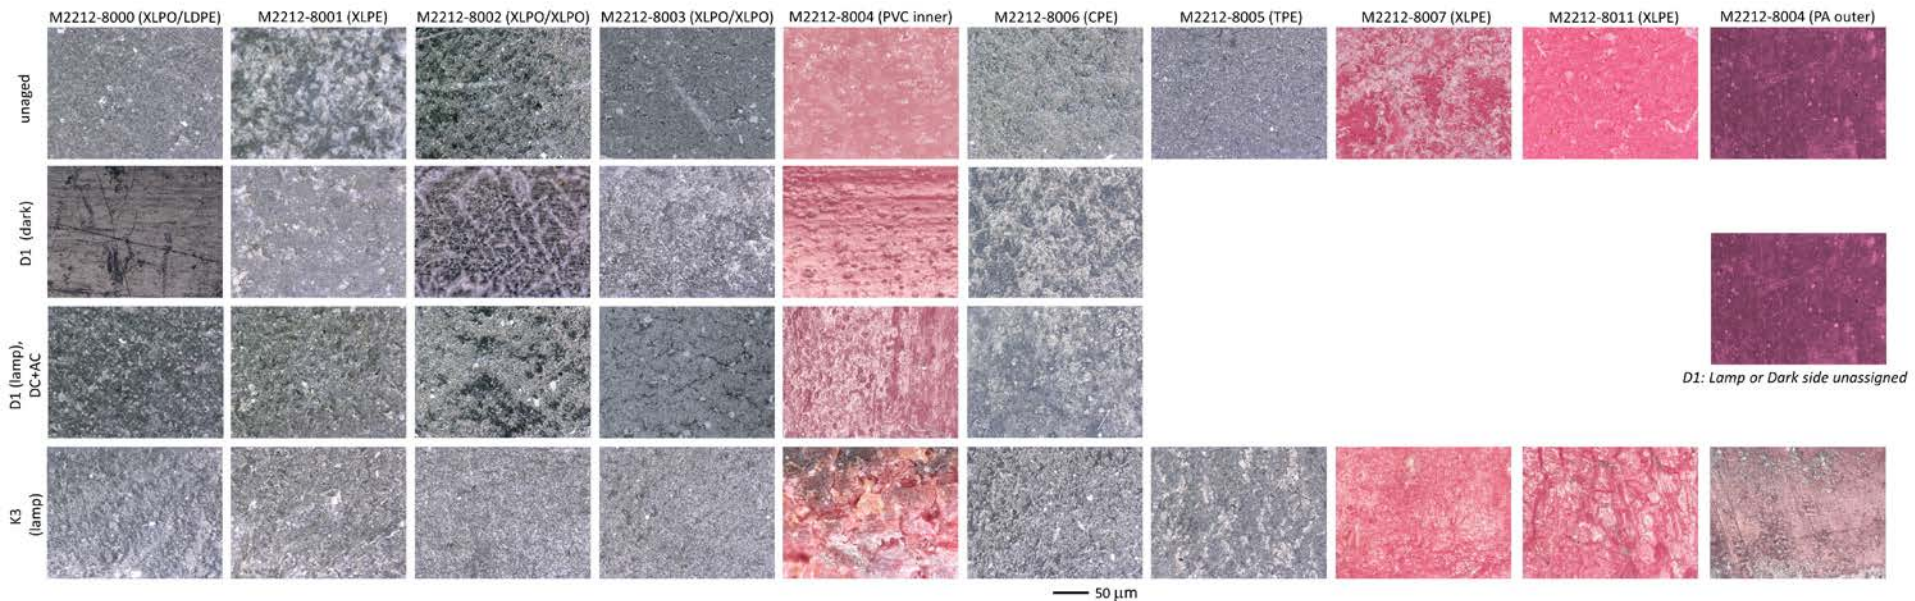 M2212-8000 (XLPO/LDPE) M2212-8001 (XLPE) M2212-8002 (XLPO/XLPO) M2212-8003 (XLPO/XLPO) M2212-8004 (PVC inner) M2212-8006 (CPE) M2212-8005 (TPE) M2212-8007 (XLPE) M2212-8011 (XLPE) M2212-8004 (PA outer)
unaged
D1 (dark)
D1 (lamp),
DC+AC
D1: Lamp or Dark side unassigned
K3
(lamp)
50 μm